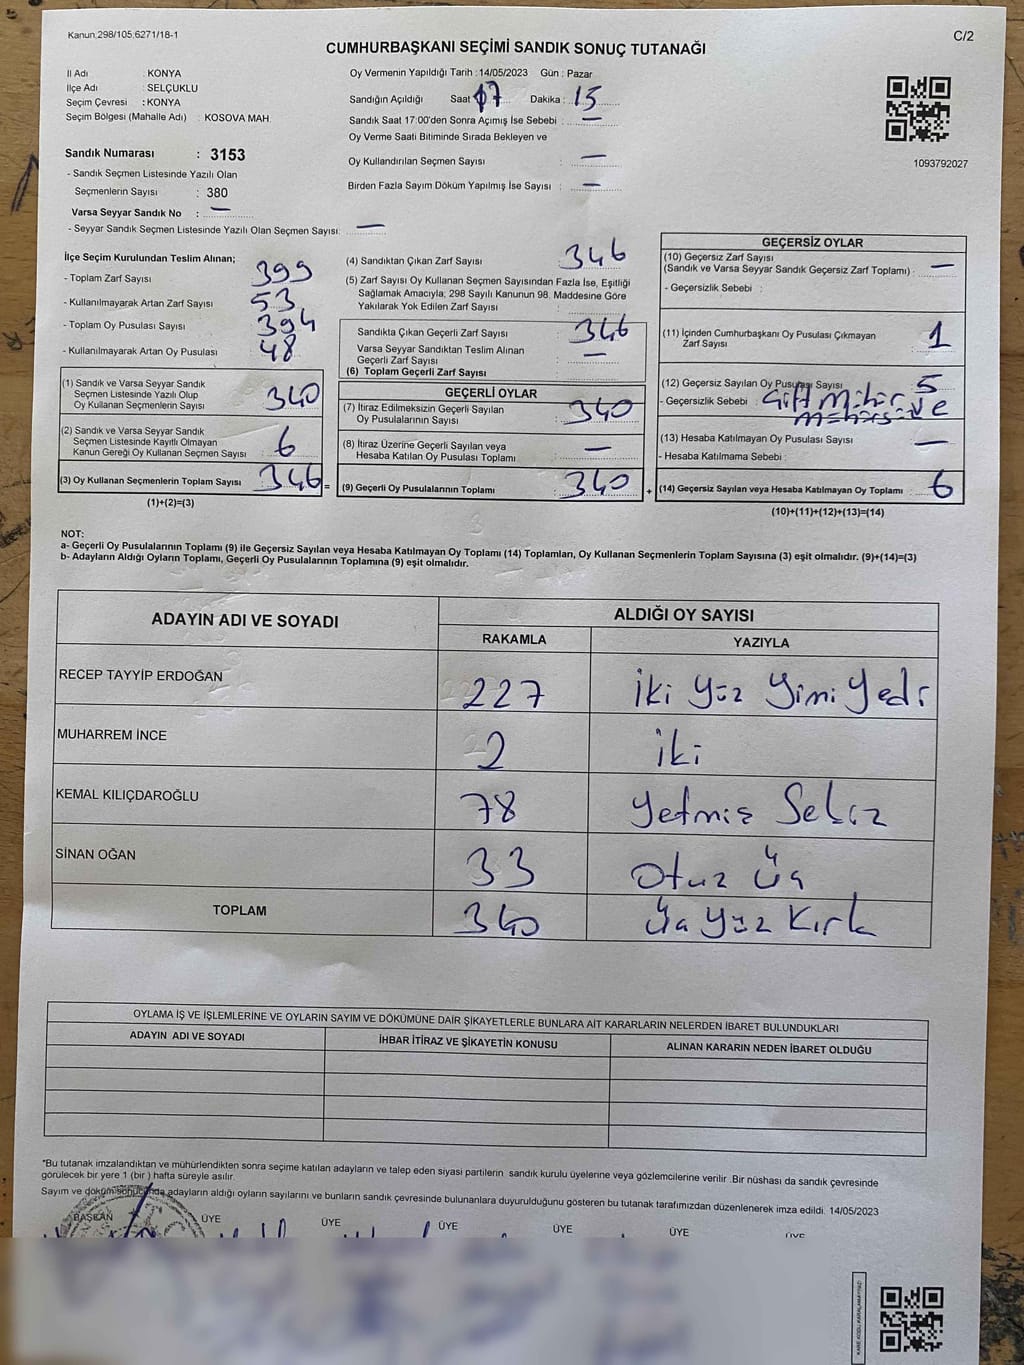 Kanun;298/105,6271/18-1
C/2
CUMHURBAŞKANI SEÇİMİ SANDIK SONUÇ TUTANAĞI
İl Adı : KONYA
İlçe Adı : SELÇUKLU
Seçim Çevresi : KONYA
Seçim Bölgesi (Mahalle Adı) : KOSOVA MAH.
Sandık Numarası : 3153
- Sandık Seçmen Listesinde Yazılı Olan
Seçmenlerin Sayısı : 380
Varsa Seyyar Sandık No : —
- Seyyar Sandık Seçmen Listesinde Yazılı Olan Seçmen Sayısı: —
Oy Vermenin Yapıldığı Tarih : 14/05/2023 Gün : Pazar
Sandığın Açıldığı Saat 17 Dakika : 15
Sandık Saat 17:00'den Sonra Açımış İse Sebebi : —
Oy Verme Saati Bitiminde Sırada Bekleyen ve
Oy Kullandırılan Seçmen Sayısı : —
Birden Fazla Sayım Döküm Yapılmış İse Sayısı : —
1093792027
İlçe Seçim Kurulundan Teslim Alınan;
- Toplam Zarf Sayısı : 399
- Kullanılmayarak Artan Zarf Sayısı : 53
- Toplam Oy Pusulası Sayısı : 394
- Kullanılmayarak Artan Oy Pusulası : 48
(1) Sandık ve Varsa Seyyar Sandık
Seçmen Listesinde Yazılı Olup
Oy Kullanan Seçmenlerin Sayısı : 340
(2) Sandık ve Varsa Seyyar Sandık
Seçmen Listesinde Kayıtlı Olmayan
Kanun Gereği Oy Kullanan Seçmen Sayısı : 6
(3) Oy Kullanan Seçmenlerin Toplam Sayısı : 346 =
(1)+(2)=(3)
(4) Sandıktan Çıkan Zarf Sayısı : 346
(5) Zarf Sayısı Oy Kullanan Seçmen Sayısından Fazla İse, Eşitliği
Sağlamak Amacıyla; 298 Sayılı Kanunun 98. Maddesine Göre
Yakılarak Yok Edilen Zarf Sayısı :
Sandıkta Çıkan Geçerli Zarf Sayısı : 346
Varsa Seyyar Sandıktan Teslim Alınan
Geçerli Zarf Sayısı : —
(6) Toplam Geçerli Zarf Sayısı
GEÇERLİ OYLAR
(7) İtiraz Edilmeksizin Geçerli Sayılan
Oy Pusulalarının Sayısı : 340
(8) İtiraz Üzerine Geçerli Sayılan veya
Hesaba Katılan Oy Pusulası Toplamı : —
(9) Geçerli Oy Pusulalarının Toplamı : 340 +
GEÇERSİZ OYLAR
(10) Geçersiz Zarf Sayısı
(Sandık ve Varsa Seyyar Sandık Geçersiz Zarf Toplamı) : —
- Geçersizlik Sebebi :
(11) İçinden Cumhurbaşkanı Oy Pusulası Çıkmayan
Zarf Sayısı : 1
(12) Geçersiz Sayılan Oy Pusulası Sayısı : 5
- Geçersizlik Sebebi : Çift Mühür ve
Mühürsüz
(13) Hesaba Katılmayan Oy Pusulası Sayısı : —
- Hesaba Katılmama Sebebi :
(14) Geçersiz Sayılan veya Hesaba Katılmayan Oy Toplamı : 6
(10)+(11)+(12)+(13)=(14)
NOT:
a- Geçerli Oy Pusulalarının Toplamı (9) ile Geçersiz Sayılan veya Hesaba Katılmayan Oy Toplamı (14) Toplamları, Oy Kullanan Seçmenlerin Toplam Sayısına (3) eşit olmalıdır. (9)+(14)=(3)
b- Adayların Aldığı Oyların Toplamı, Geçerli Oy Pusulalarının Toplamına (9) eşit olmalıdır.
ADAYIN ADI VE SOYADI ALDIĞI OY SAYISI
RAKAMLA YAZIYLA
RECEP TAYYİP ERDOĞAN 227 İki yüz yimi yedi
MUHARREM İNCE 2 iki
KEMAL KILIÇDAROĞLU 78 Yetmiş Sekiz
SİNAN OĞAN 33 otuz üç
TOPLAM 340 üç yüz kırk
OYLAMA İŞ VE İŞLEMLERİNE VE OYLARIN SAYIM VE DÖKÜMÜNE DAİR ŞİKAYETLERLE BUNLARA AİT KARARLARIN NELERDEN İBARET BULUNDUKLARI
ADAYIN ADI VE SOYADI İHBAR İTİRAZ VE ŞİKAYETİN KONUSU ALINAN KARARIN NEDEN İBARET OLDUĞU
*Bu tutanak imzalandıktan ve mühürlendikten sonra seçime katılan adayların ve talep eden siyasi partilerin sandık kurulu üyelerine veya gözlemcilerine verilir .Bir nüshası da sandık çevresinde
görülecek bir yere 1 (bir ) hafta süreyle asılır.
Sayım ve döküm sonucunda adayların aldığı oyların sayılarını ve bunların sandık çevresinde bulunanlara duyurulduğunu gösteren bu tutanak tarafımızdan düzenlenerek imza edildi. 14/05/2023
BAŞKAN ÜYE ÜYE ÜYE ÜYE ÜYE ÜYE